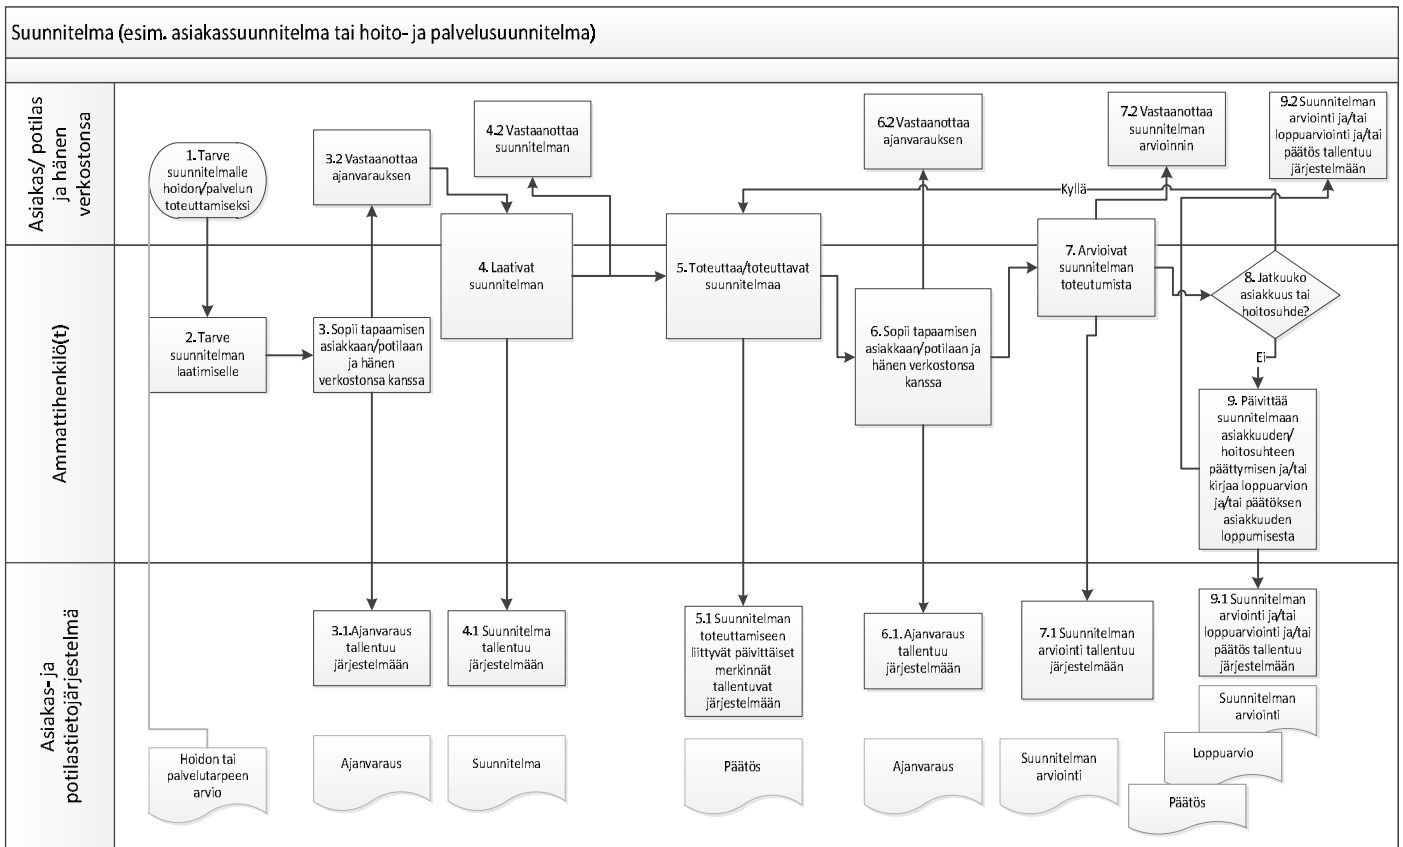 Suunnitelma (esim. asiakassuunnitelma tai hoito- ja palvelusuunnitelma)
Asiakas/ potilas
ja hänen
verkostonsa
1. Tarve
suunnitelmalle
hoidon/palvelun
toteuttamiseksi
3.2 Vastaanottaa
ajanvarauksen
4.2 Vastaanottaa
suunnitelman
6.2 Vastaanottaa
ajanvarauksen
7.2 Vastaanottaa
suunnitelman
arvioinnin
9.2 Suunnitelman
arviointi ja/tai
loppuarviointi ja/tai
päätös tallentuu
järjestelmään
Kyllä
Ammattihenkilö(t)
2. Tarve
suunnitelman
laatimiselle
3. Sopii tapaamisen
asiakkaan/potilaan
ja hänen
verkostonsa kanssa
4. Laativat
suunnitelman
5. Toteuttaa/toteuttavat
suunnitelmaa
6. Sopii tapaamisen
asiakkaan/potilaan ja
hänen verkostonsa
kanssa
7. Arvioivat
suunnitelman
toteutumista
8. Jatkuuko
asiakkuus tai
hoitosuhde?
Ei
9. Päivittää
suunnitelmaan
asiakkuuden/
hoitosuhteen
päättymisen ja/tai
kirjaa loppuarvion
ja/tai päätöksen
asiakkuuden
loppumisesta
Asiakas- ja
potilastietojärjestelmä
3.1.Ajanvaraus
tallentuu
järjestelmään
4.1 Suunnitelma
tallentuu
järjestelmään
5.1 Suunnitelman
toteuttamiseen
liittyvät päivittäiset
merkinnät
tallentuvat
järjestelmään
6.1.Ajanvaraus
tallentuu
järjestelmään
7.1 Suunnitelman
arviointi tallentuu
järjestelmään
9.1 Suunnitelman
arviointi ja/tai
loppuarviointi ja/tai
päätös tallentuu
järjestelmään
Hoidon tai
palvelutarpeen
arvio
Ajanvaraus
Suunnitelma
Päätös
Ajanvaraus
Suunnitelman
arviointi
Suunnitelman
arviointi
Loppuarvio
Päätös